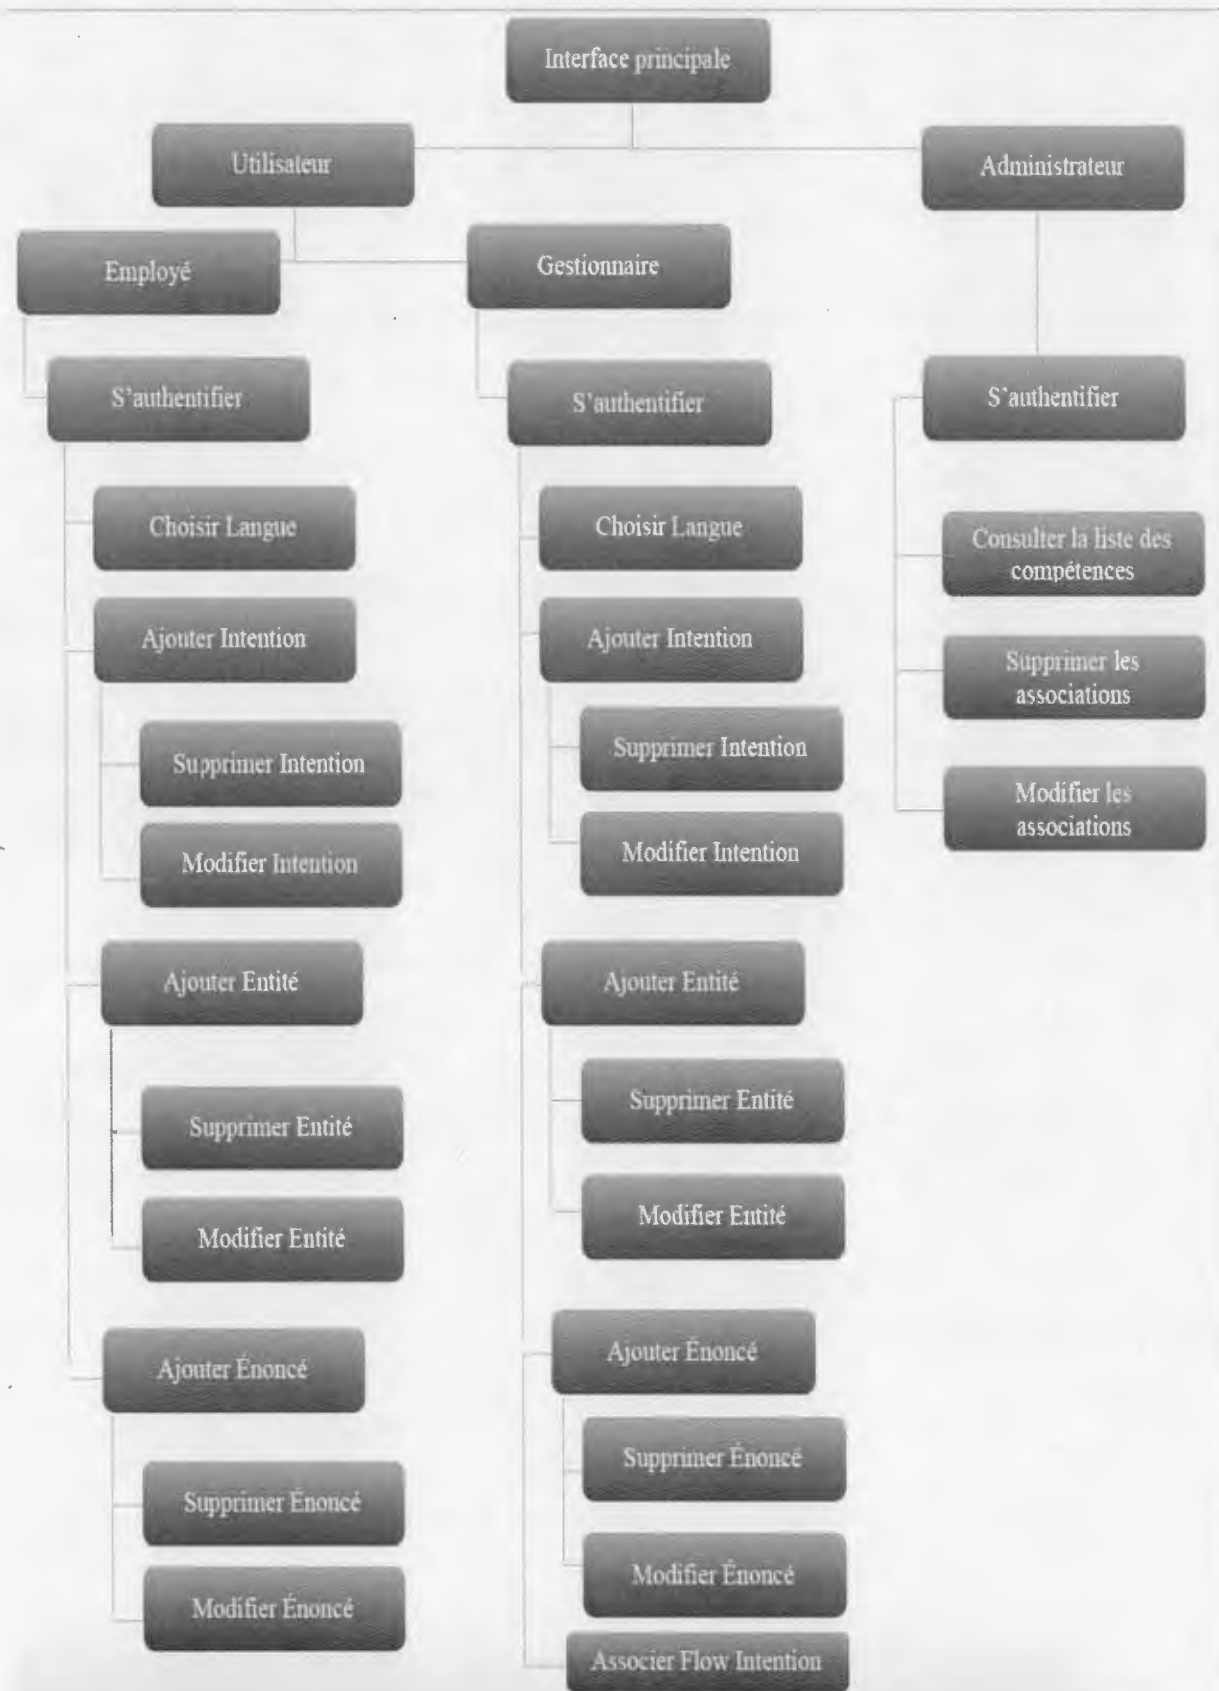 Interface principale
Utilisateur
Administrateur
Employé
Gestionnaire
S'authentifier
S'authentifier
S'authentifier
Choisir Langue
Ajouter Intention
Supprimer Intention
Modifier Intention
Ajouter Entité
Supprimer Entité
Modifier Entité
Ajouter Énoncé
Supprimer Énoncé
Modifier Énoncé
Choisir Langue
Ajouter Intention
Supprimer Intention
Modifier Intention
Ajouter Entité
Supprimer Entité
Modifier Entité
Ajouter Énoncé
Supprimer Énoncé
Modifier Énoncé
Associer Flow Intention
Consulter la liste des
compétences
Supprimer les
associations
Modifier les
associations